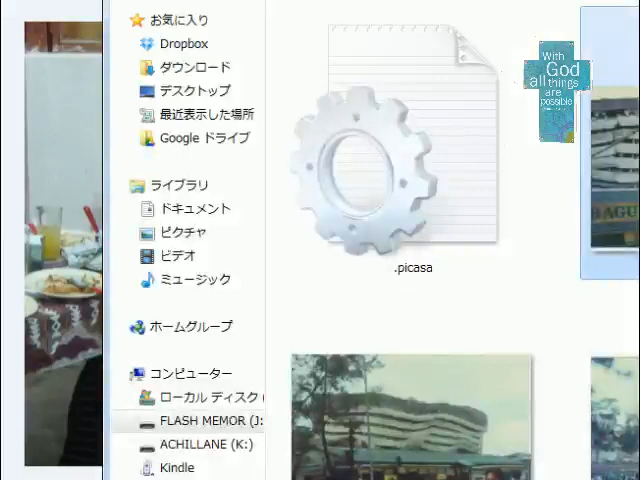 お気に入り
Dropbox
ダウンロード
デスクトップ
最近表示した場所
Google ドライブ
ライブラリ
ドキュメント
ピクチャ
ビデオ
ミュージック
ホームグループ
コンピューター
ローカル ディスク (
FLASH MEMOR (J:
ACHILLANE (K:)
Kindle
.picasa
With
God
all things
are
possible
BAGU